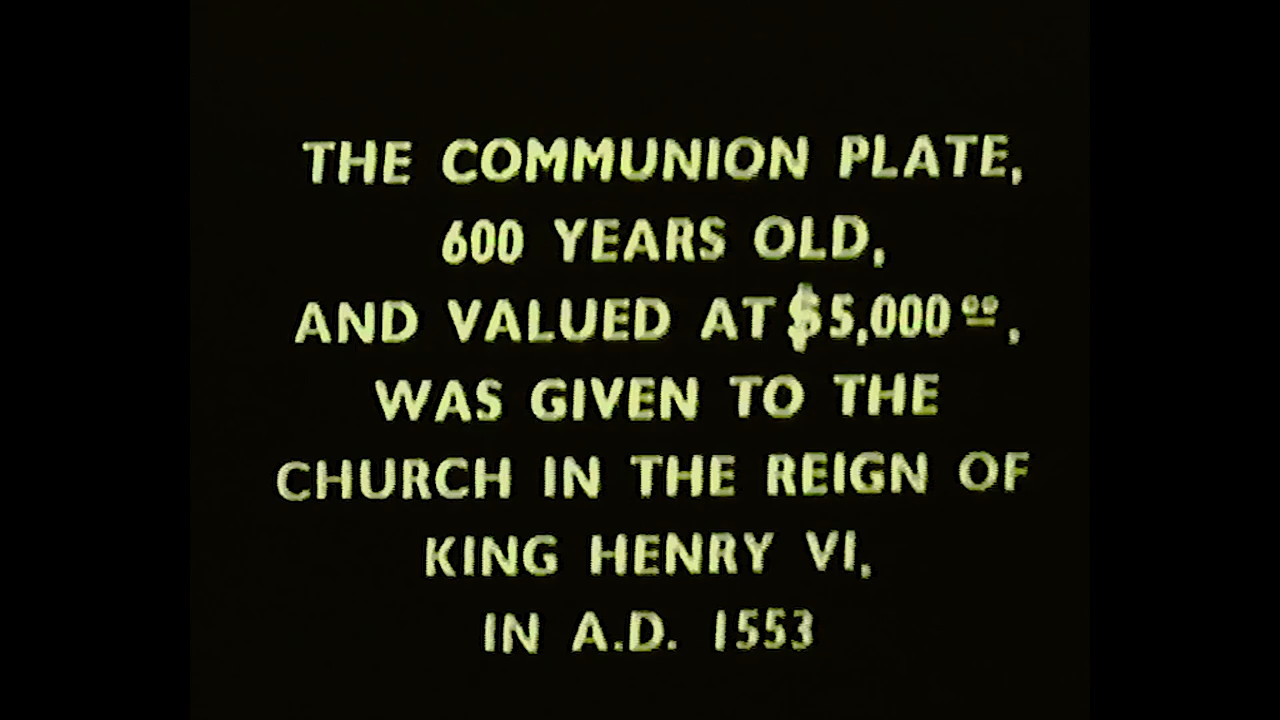 THE COMMUNION PLATE,
600 YEARS OLD,
AND VALUED AT $5,000 00,
WAS GIVEN TO THE
CHURCH IN THE REIGN OF
KING HENRY VI,
IN A.D. 1553